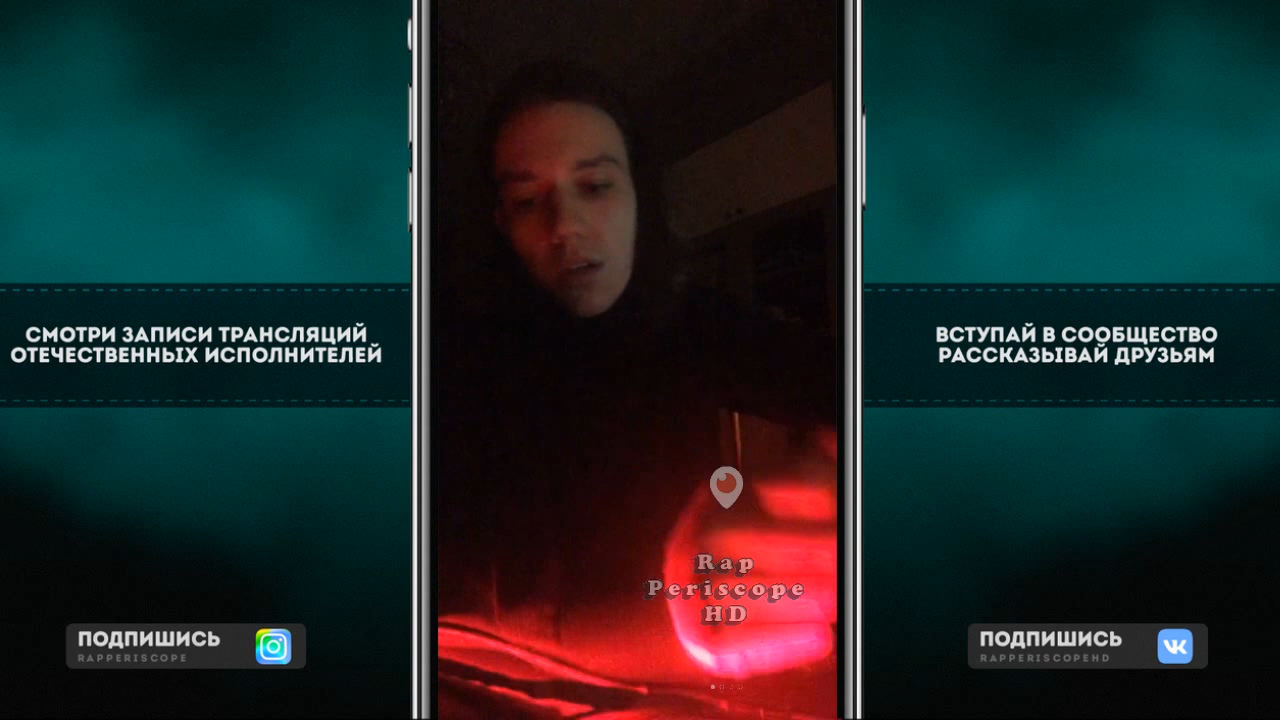 СМОТРИ ЗАПИСИ ТРАНСЛЯЦИЙ
ОТЕЧЕСТВЕННЫХ ИСПОЛНИТЕЛЕЙ
ВСТУПАЙ В СООБЩЕСТВО
РАССКАЗЫВАЙ ДРУЗЬЯМ
Rap
Periscope
HD
ПОДПИШИСЬ
RAPPERISCOPE
ПОДПИШИСЬ
RAPPERISCOPEHD